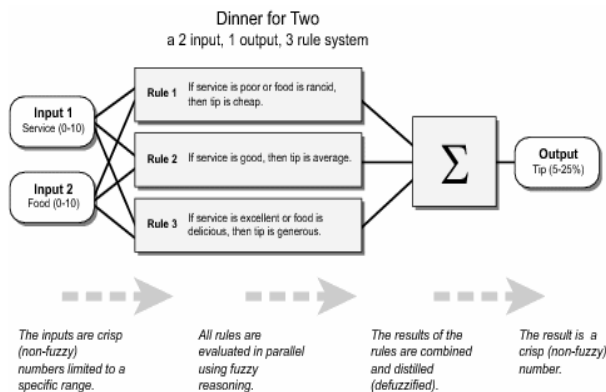 Dinner for Two
a 2 input, 1 output, 3 rule system
Input 1
Service (0-10)
Input 2
Food (0-10)
Rule 1 If service is poor or food is rancid,
then tip is cheap.
Rule 2 If service is good, then tip is average.
Rule 3 If service is excellent or food is
delicious, then tip is generous.
Σ
Output
Tip (5-25%)
The inputs are crisp
(non-fuzzy)
numbers limited to a
specific range.
All rules are
evaluated in parallel
using fuzzy
reasoning.
The results of the
rules are combined
and distilled
(defuzzified).
The result is a
crisp (non-fuzzy)
number.